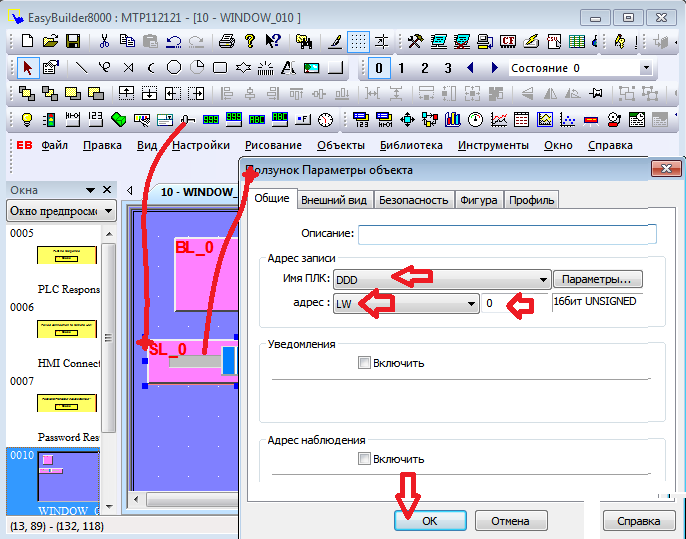 EasyBuilder8000 : MTP112121 - [10 - WINDOW_010 ]
0 1 2 3 Состояние 0
EB Файл Правка Вид Настройки Рисование Объекты Библиотека Инструменты Окно Справка
Окна
10 - WINDOW_
Ползунок Параметры объекта
Окно предпросмо
Общие Внешний вид Безопасность Фигура Профиль
0005
PLC Respons
0006
HMI Connect
0007
Password Res
0010
WINDOW_0
BL_0
SL_0
Описание:
Адрес записи
Имя ПЛК: DDD Параметры...
адрес : LW 0 16бит UNSIGNED
Уведомления
Включить
Адрес наблюдения
Включить
OK Отмена Справка
(13, 89) - (132, 118)